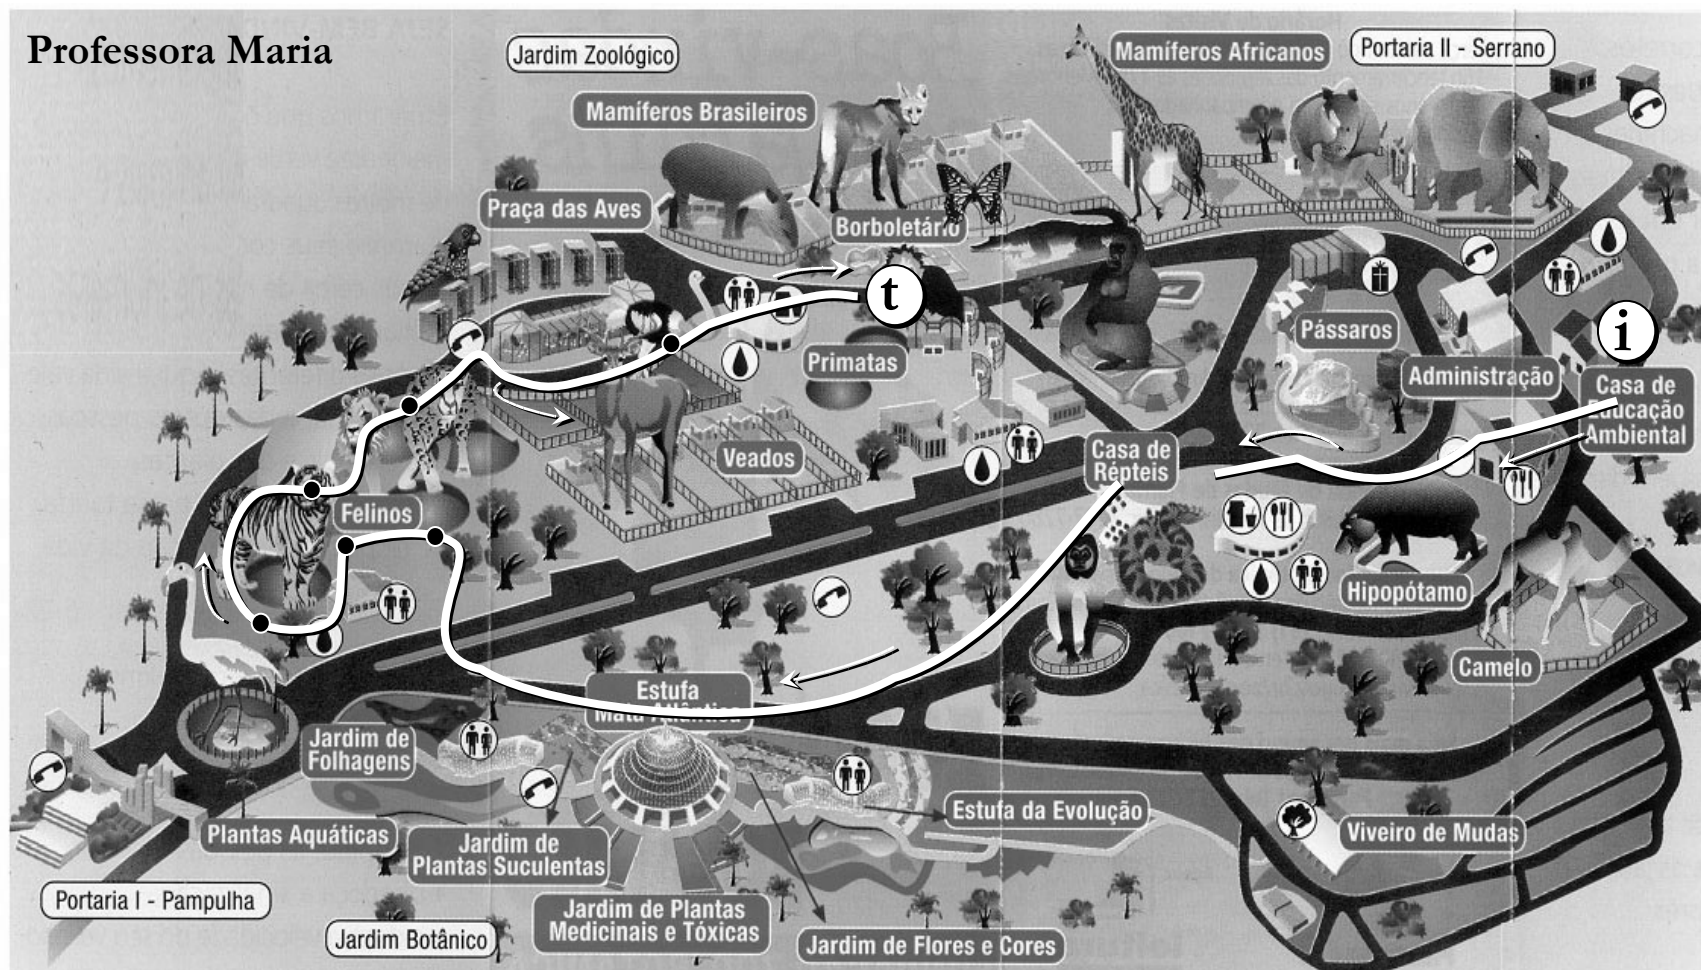 Professora Maria
Jardim Zoológico
Mamíferos Africanos
Portaria II - Serrano
Mamíferos Brasileiros
Praça das Aves
Borboletário
t
i
Pássaros
Primatas
Administração
Casa de
Educação
Ambiental
Casa de
Répteis
Veados
Felinos
Hipopótamo
Camelo
Estufa
Mata Atlântica
Jardim de
Folhagens
Estufa da Evolução
Plantas Aquáticas
Jardim de
Plantas Suculentas
Viveiro de Mudas
Portaria I - Pampulha
Jardim de Plantas
Medicinais e Tóxicas
Jardim Botânico
Jardim de Flores e Cores